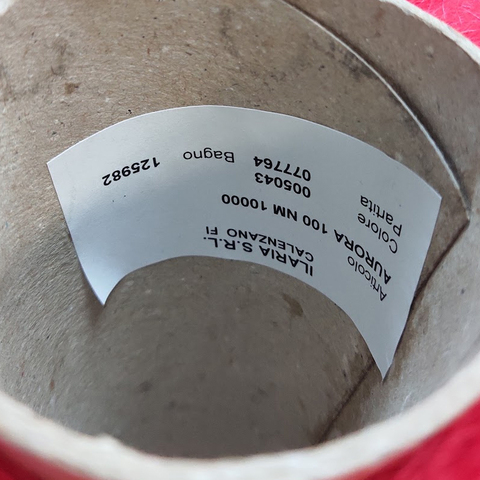 ILARIA S.R.L.
CALENZANO FI
Articolo
AURORA 100 NM 10000
Colore 005043
Partita 077764 Bagno 125982